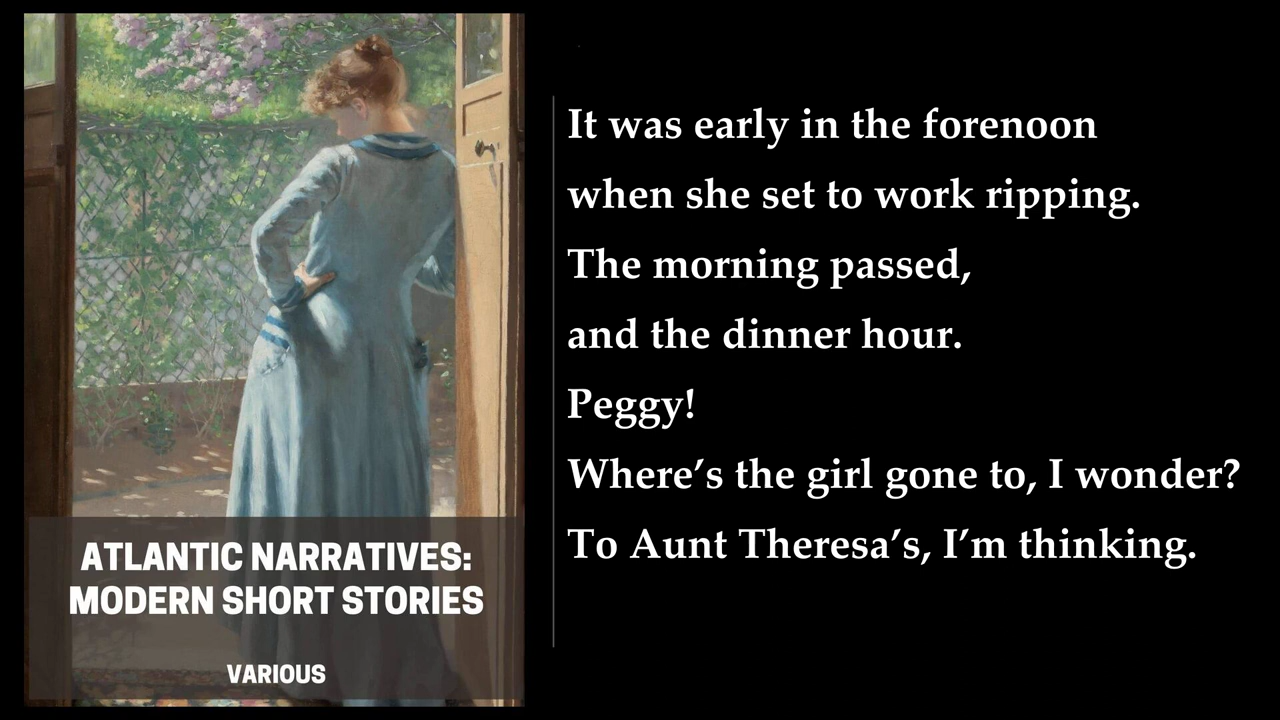 ATLANTIC NARRATIVES:
MODERN SHORT STORIES
VARIOUS
It was early in the forenoon
when she set to work ripping.
The morning passed,
and the dinner hour.
Peggy!
Where’s the girl gone to, I wonder?
To Aunt Theresa’s, I’m thinking.